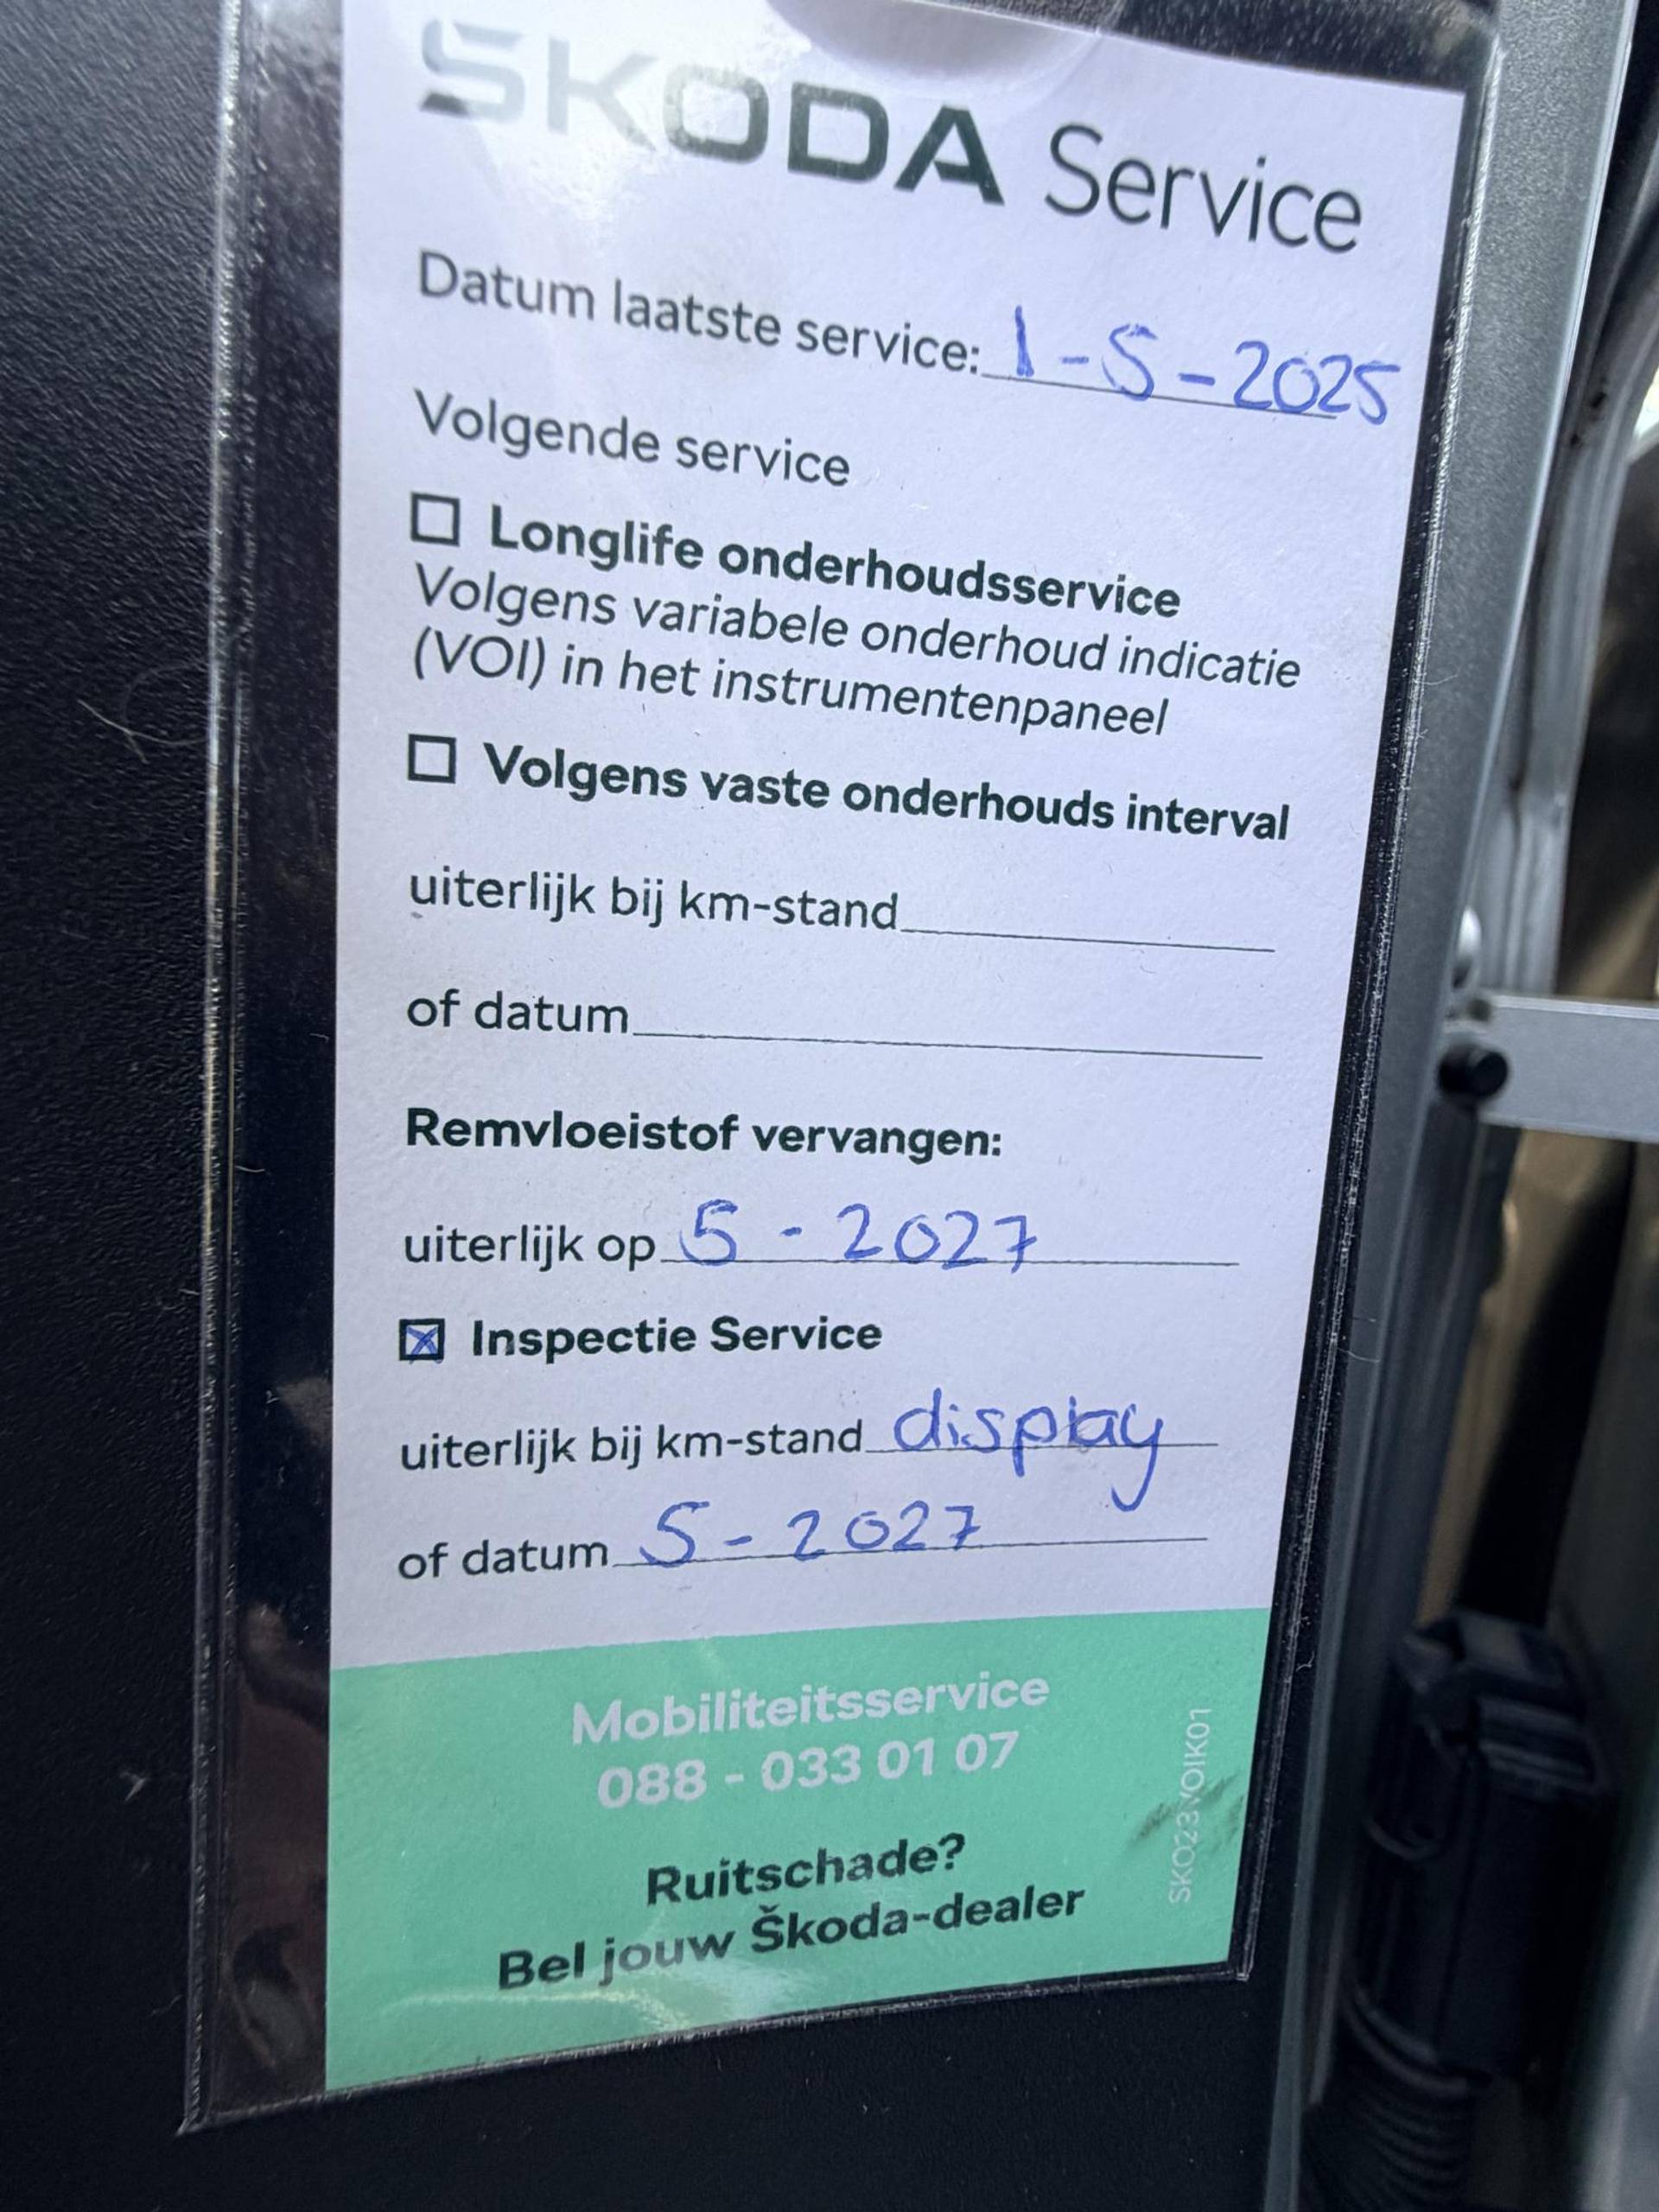 ŠKODA Service
Datum laatste service: 1-5-2025
Volgende service
☐ Longlife onderhoudsservice
Volgens variabele onderhoud indicatie
(VOI) in het instrumentenpaneel
☐ Volgens vaste onderhouds interval
uiterlijk bij km-stand
of datum
Remvloeistof vervangen:
uiterlijk op 5-2027
☒ Inspectie Service
uiterlijk bij km-stand display
of datum 5-2027
Mobiliteitsservice
088 - 033 01 07
Ruitschade?
Bel jouw Škoda-dealer
SKO23VOIK01